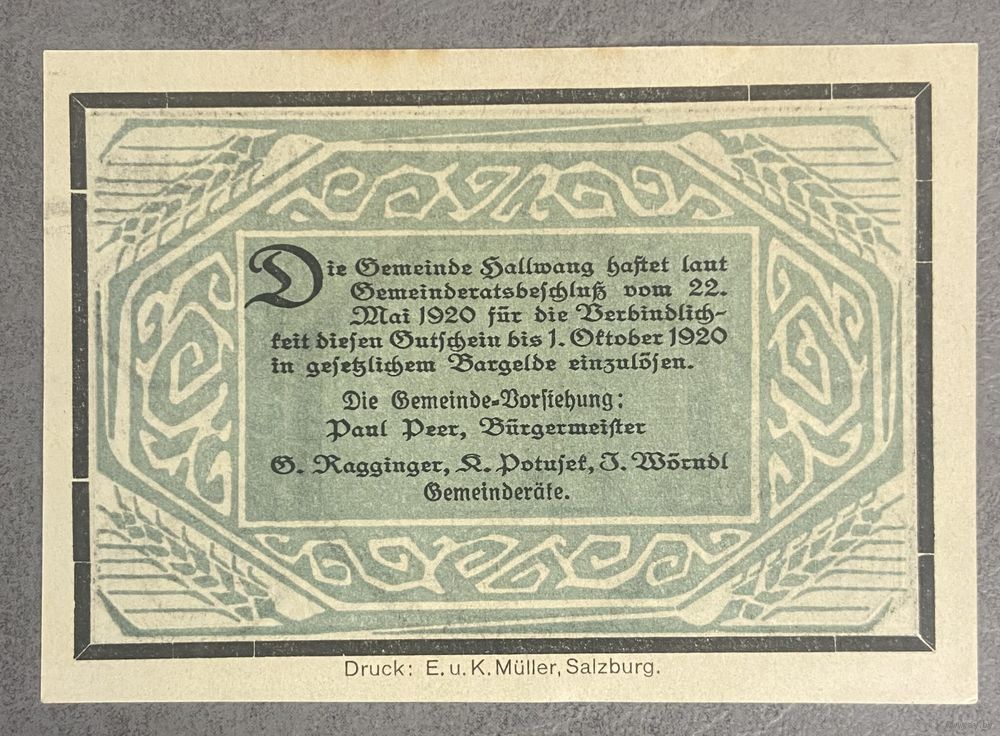 Die Gemeinde Hallwang haftet laut
Gemeinderatsbeschluß vom 22.
Mai 1920 für die Verbindlich-
keit diesen Gutschein bis 1. Oktober 1920
in gesetzlichem Bargelde einzulösen.
Die Gemeinde-Vorstehung:
Paul Peer, Bürgermeister
G. Ragginger, K. Potusek, J. Wörndl
Gemeinderäte.
Druck: E. u. K. Müller, Salzburg.